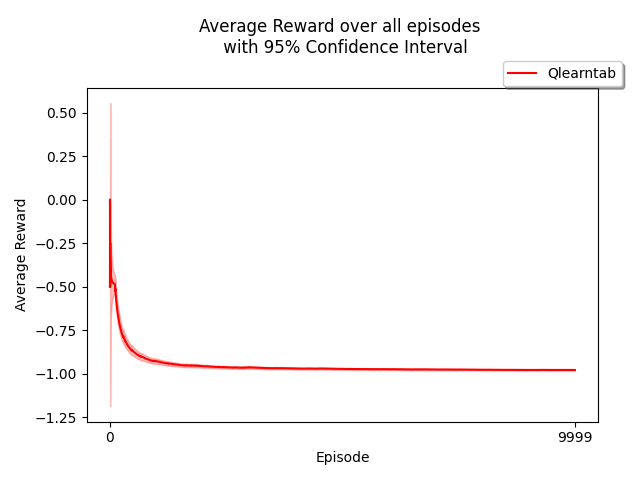 Average Reward over all episodes
with 95% Confidence Interval
Qlearntab
0.50
0.25
0.00
−0.25
−0.50
−0.75
−1.00
−1.25
Average Reward
0
9999
Episode